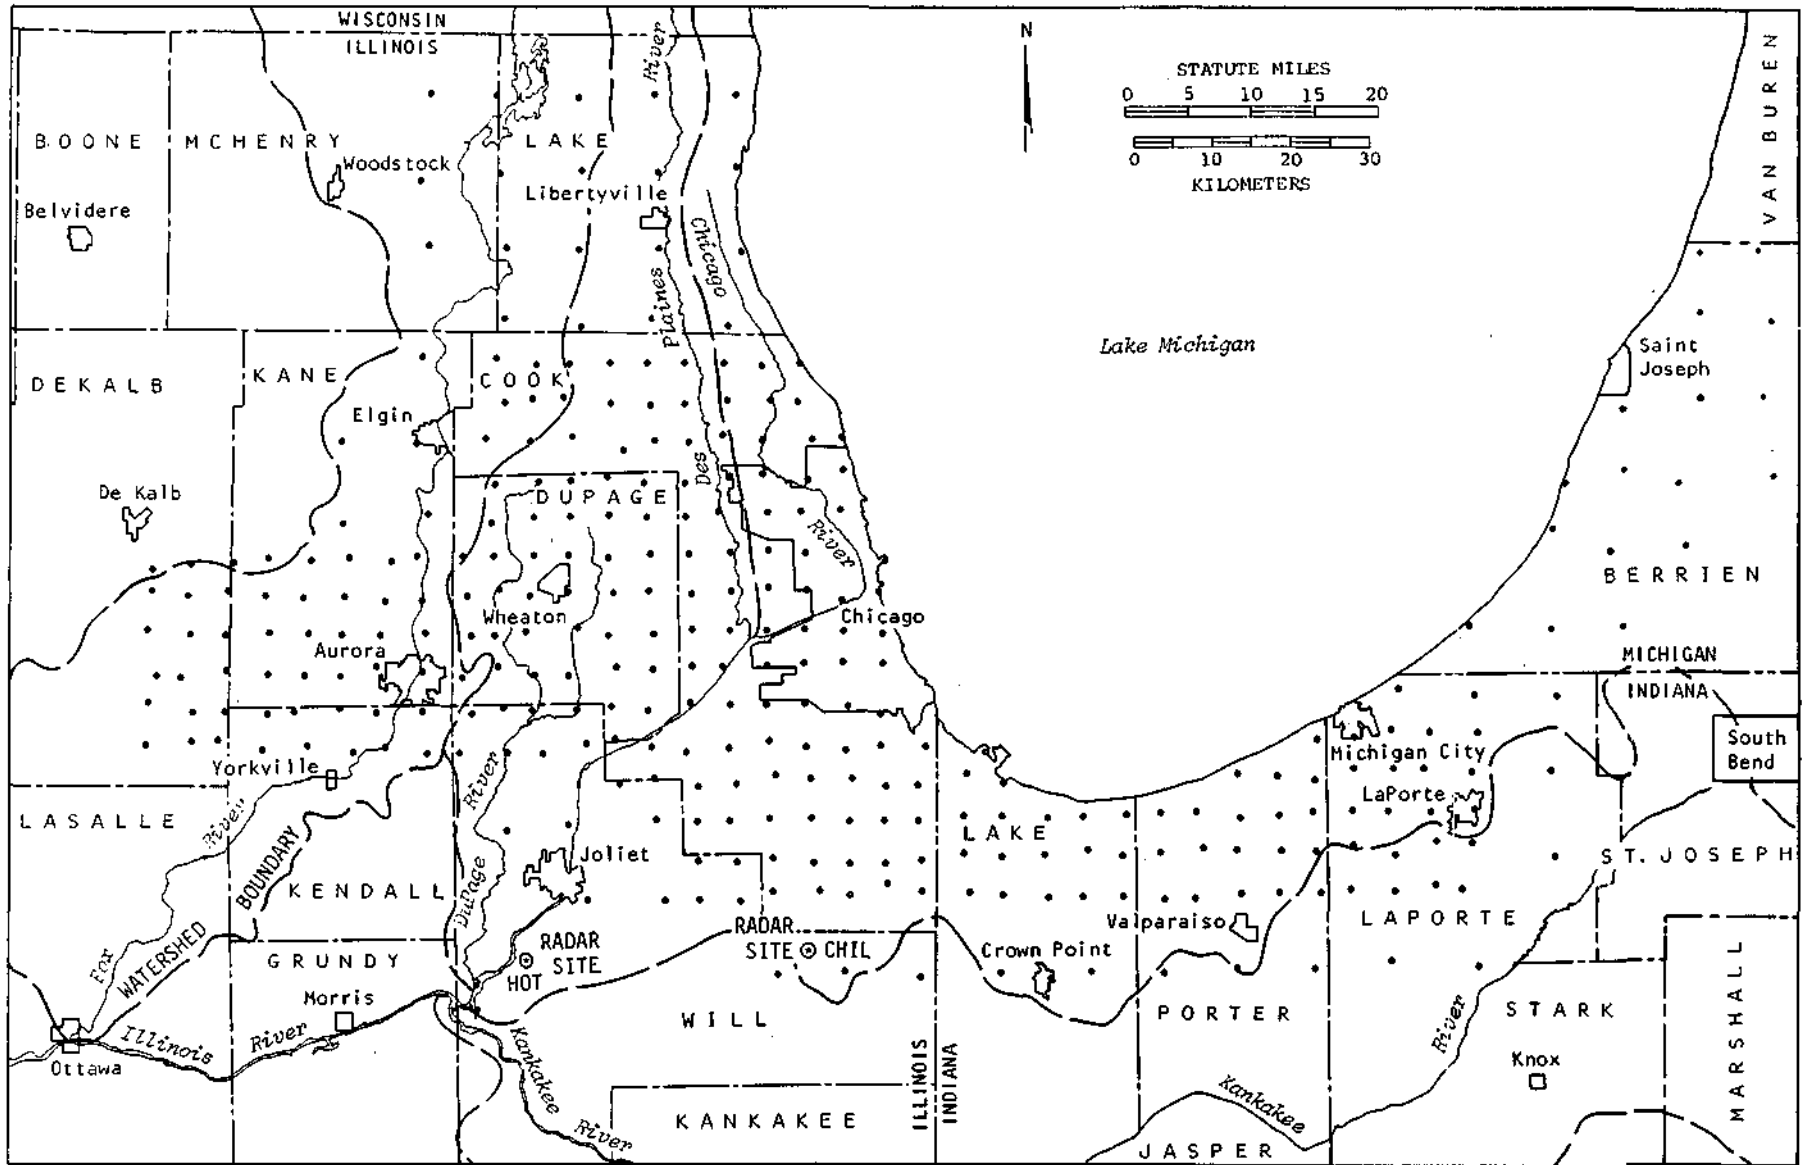 WISCONSIN
ILLINOIS
River
N
STATUTE MILES
0 5 10 15 20
0 10 20 30
KILOMETERS
VAN BUREN
BOONE
MCHENRY
LAKE
Woodstock
Libertyville
Belvidere
Chicago
Plaines
Lake Michigan
Saint
Joseph
DEKALB
KANE
COOK
Elgin
Des
De Kalb
DUPAGE
River
BERRIEN
Wheaton
Chicago
Aurora
MICHIGAN
INDIANA
Michigan City
South
Bend
Yorkville
River
LaPorte
LASALLE
River
LAKE
BOUNDARY
Joliet
ST. JOSEPH
KENDALL
DuPage
LAPORTE
WATERSHED
Fox
GRUNDY
RADAR
SITE
HOT
RADAR
SITE CHIL
Crown Point
Valparaiso
Morris
WILL
PORTER
STARK
MARSHALL
Illinois
River
Ottawa
Kankakee
River
ILLINOIS
INDIANA
River
Knox
KANKAKEE
Kankakee
JASPER